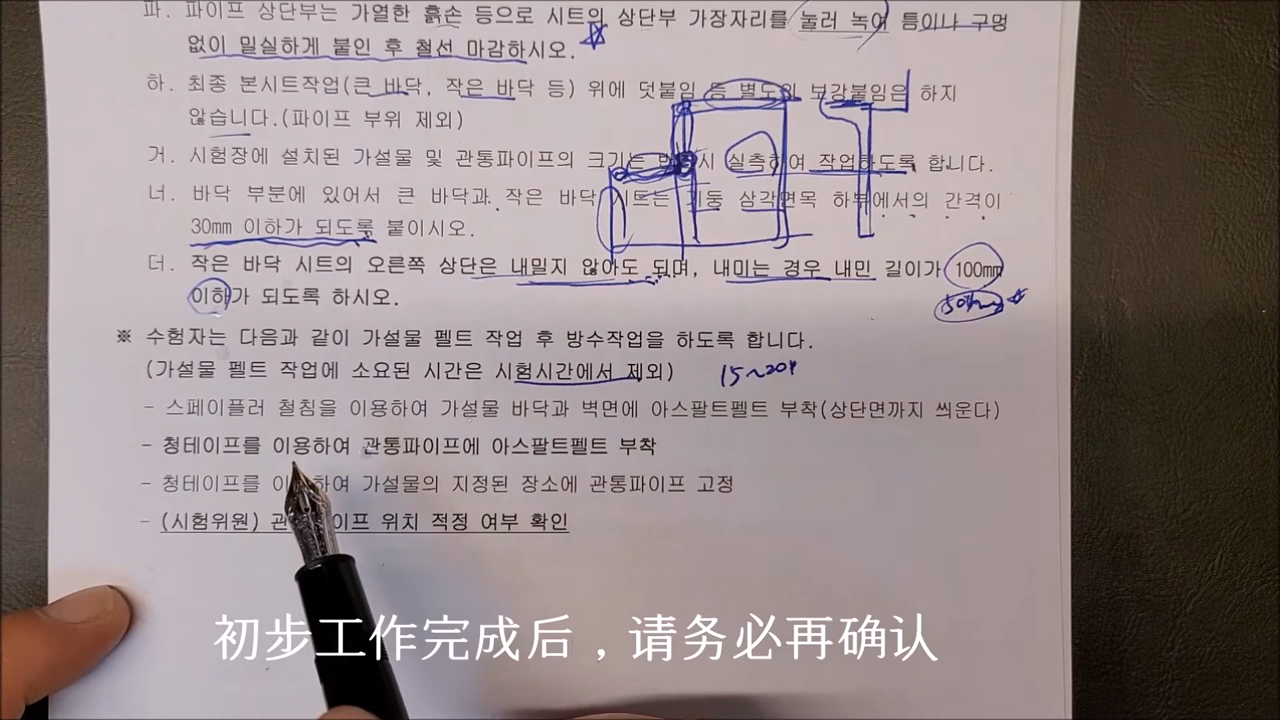 파. 파이프 상단부는 가열한 흙손 등으로 시트의 상단부 가장자리를 눌러 녹여 틈이나 구멍
없이 밀실하게 붙인 후 철선 마감하시오.
하. 최종 본시트작업(큰 바닥, 작은 바닥 등) 위에 덧붙임 등 별도의 보강붙임은 하지
않습니다.(파이프 부위 제외)
거. 시험장에 설치된 가설물 및 관통파이프의 크기는 반드시 실측하여 작업하도록 합니다.
너. 바닥 부분에 있어서 큰 바닥과 작은 바닥 시트는 기둥 삼각면목 하부에서의 간격이
30mm 이하가 되도록 붙이시오.
더. 작은 바닥 시트의 오른쪽 상단은 내밀지 않아도 되며, 내미는 경우 내민 길이가 100mm
이하가 되도록 하시오.
50mm
※ 수험자는 다음과 같이 가설물 펠트 작업 후 방수작업을 하도록 합니다.
(가설물 펠트 작업에 소요된 시간은 시험시간에서 제외) 15~20분
- 스페이플러 철침을 이용하여 가설물 바닥과 벽면에 아스팔트펠트 부착(상단면까지 씌운다)
- 청테이프를 이용하여 관통파이프에 아스팔트펠트 부착
- 청테이프를 이 하여 가설물의 지정된 장소에 관통파이프 고정
- (시험위원) 관 이프 위치 적정 여부 확인
初步工作完成后，请务必再确认